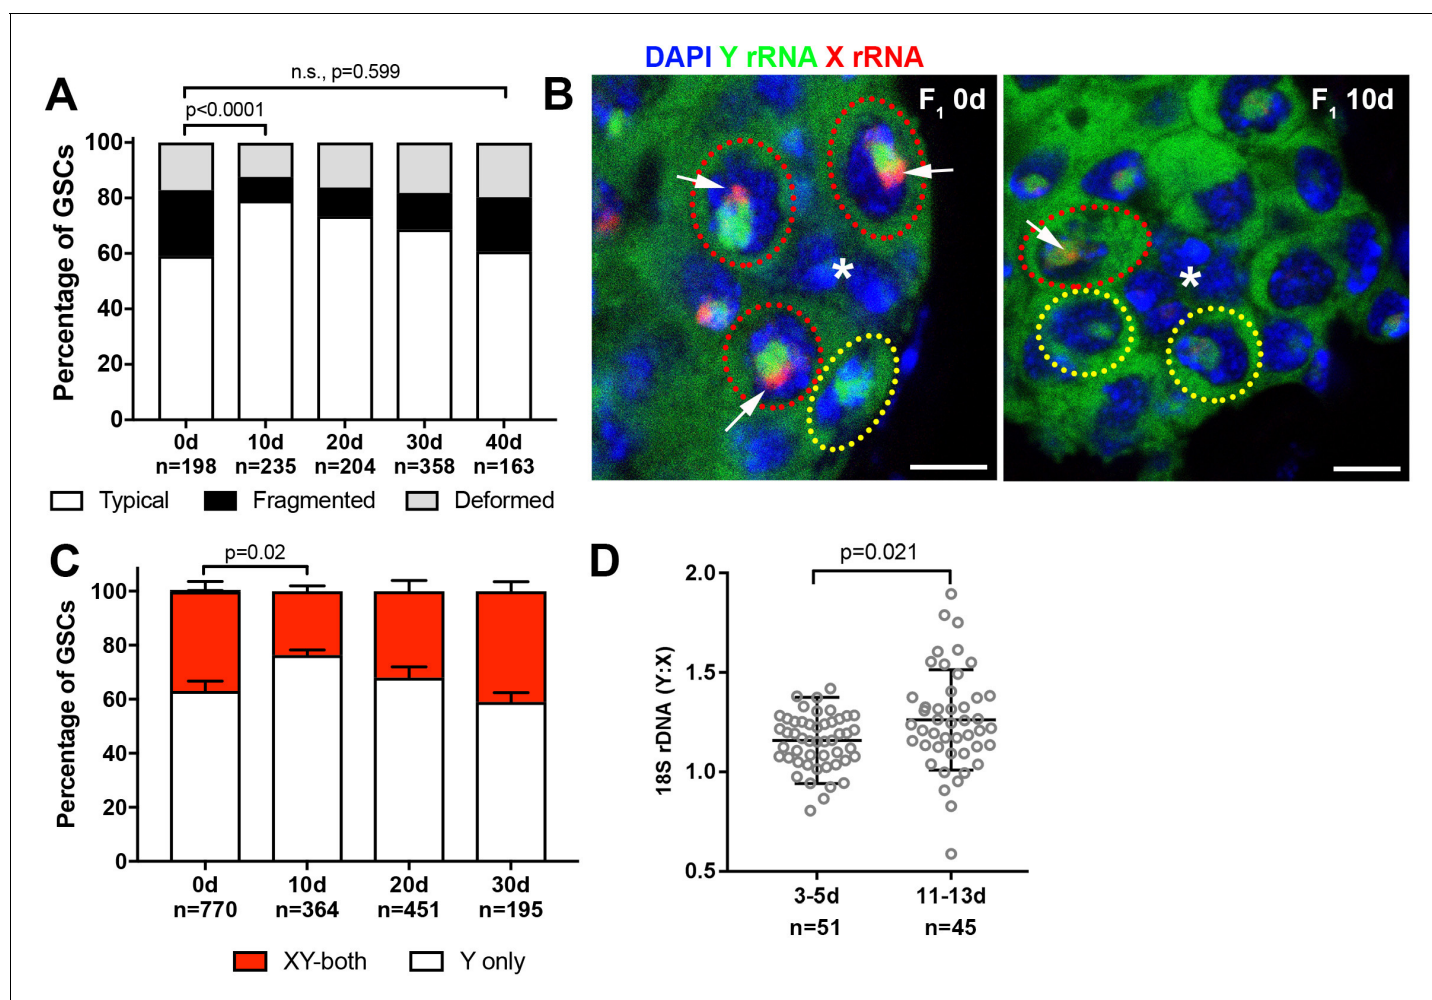 A
n.s., p=0.599
p<0.0001
Percentage of GSCs
100
80
60
40
20
0
0d 10d 20d 30d 40d
n=198 n=235 n=204 n=358 n=163
Typical Fragmented Deformed
B
DAPI Y rRNA X rRNA
F1 0d
*
F1 10d
*
C
p=0.02
Percentage of GSCs
100
80
60
40
20
0
0d 10d 20d 30d
n=770 n=364 n=451 n=195
XY-both Y only
D
p=0.021
18S rDNA (Y:X)
2.0
1.5
1.0
0.5
3-5d 11-13d
n=51 n=45